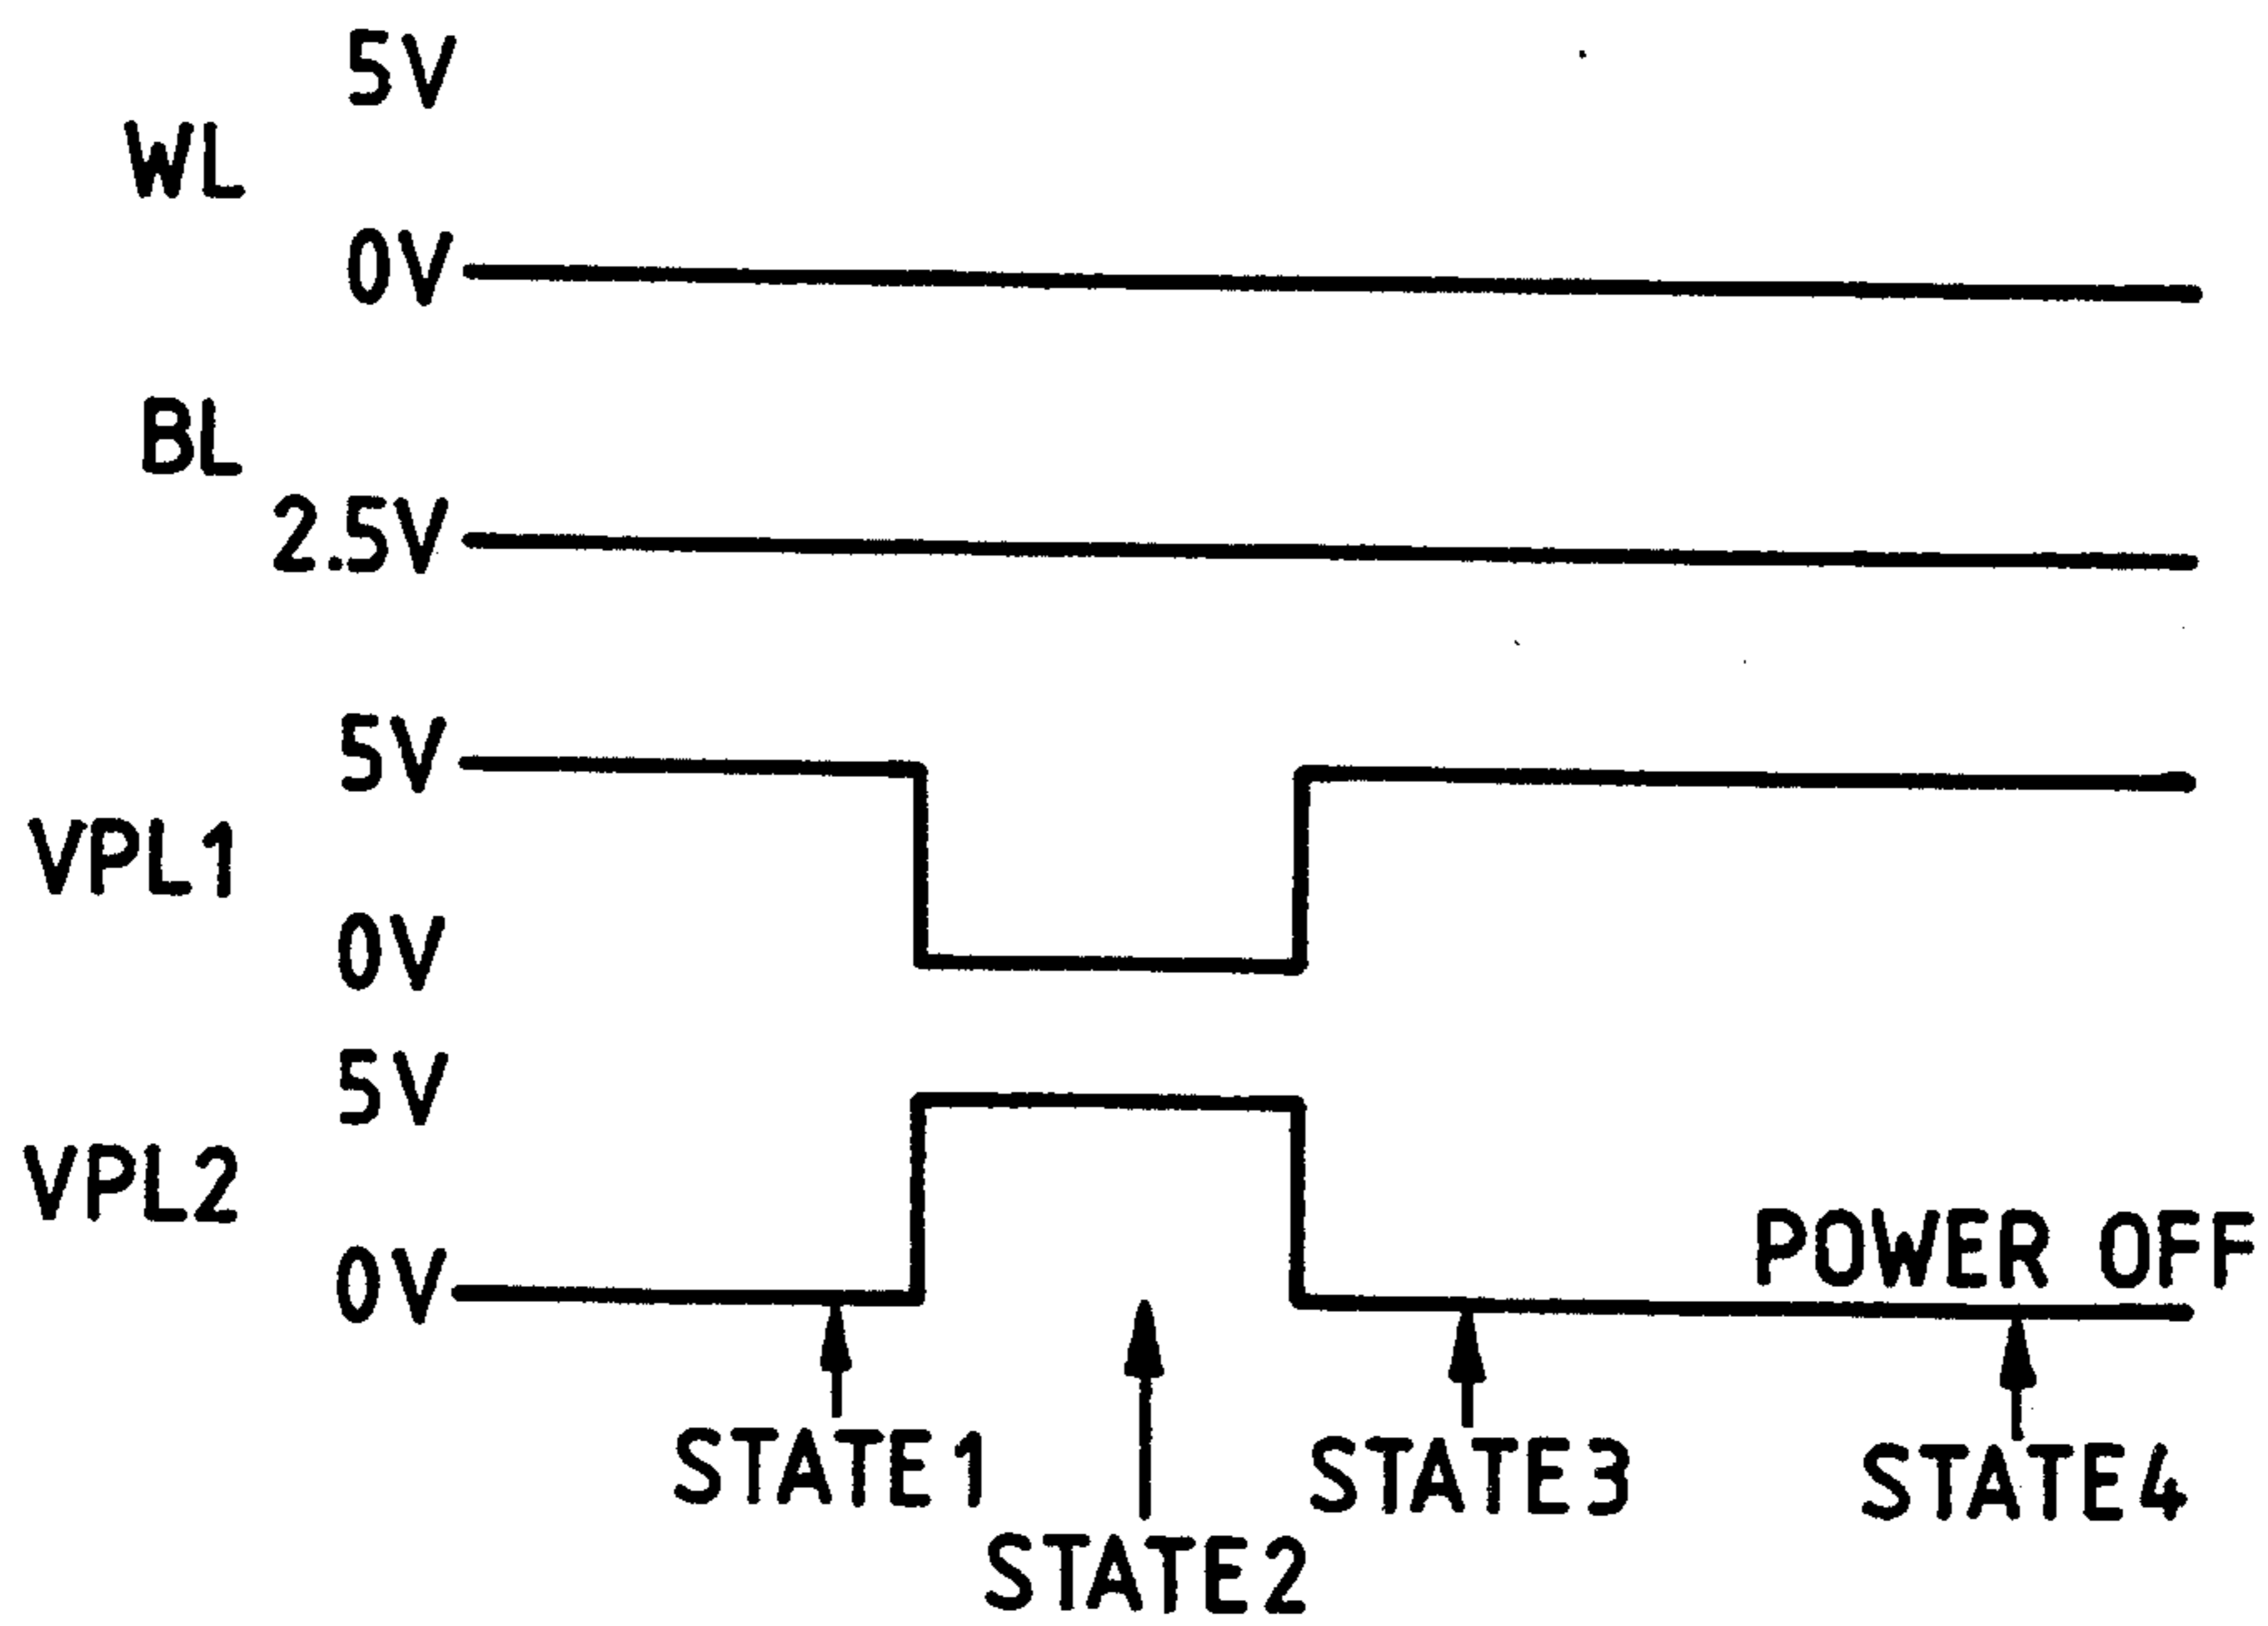 5V
WL
0V
BL
2.5V
5V
VPL1
0V
5V
VPL2
0V
POWER OFF
STATE1
STATE2
STATE3
STATE4